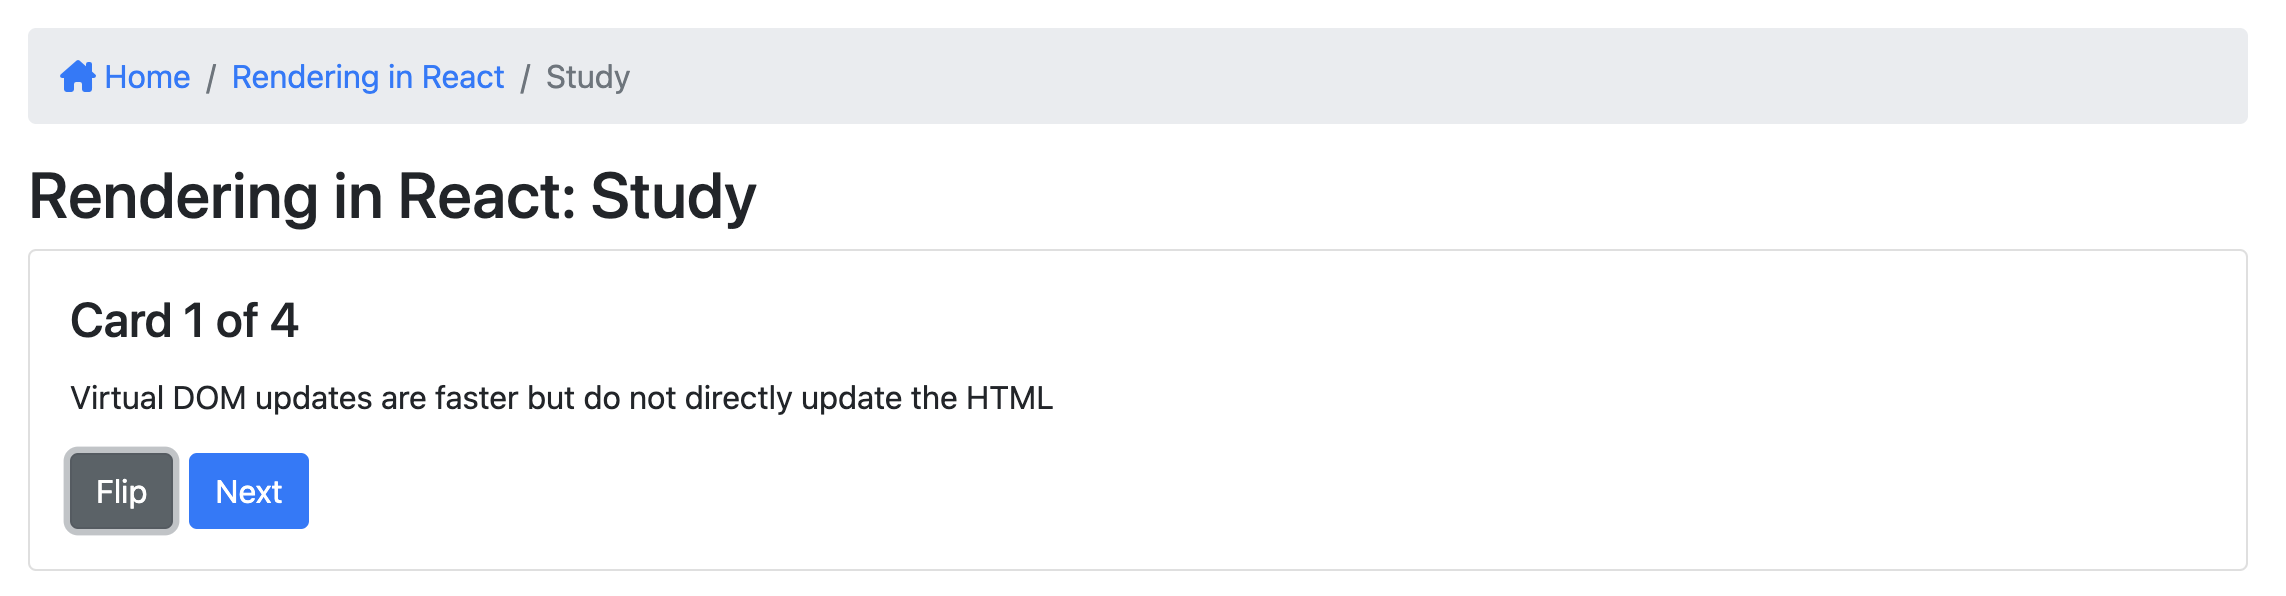 Home / Rendering in React / Study
Rendering in React: Study
Card 1 of 4
Virtual DOM updates are faster but do not directly update the HTML
Flip Next